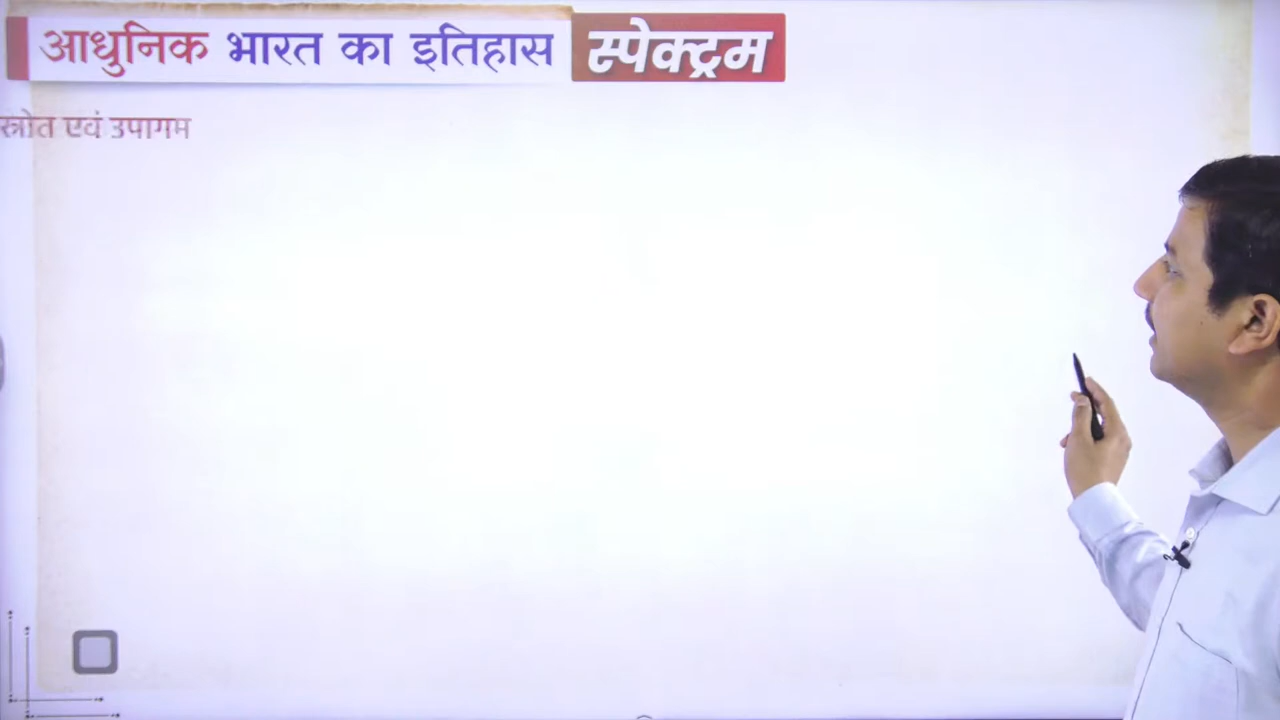 आधुनिक भारत का इतिहास स्पेक्ट्रम
स्त्रोत एवं उपागम